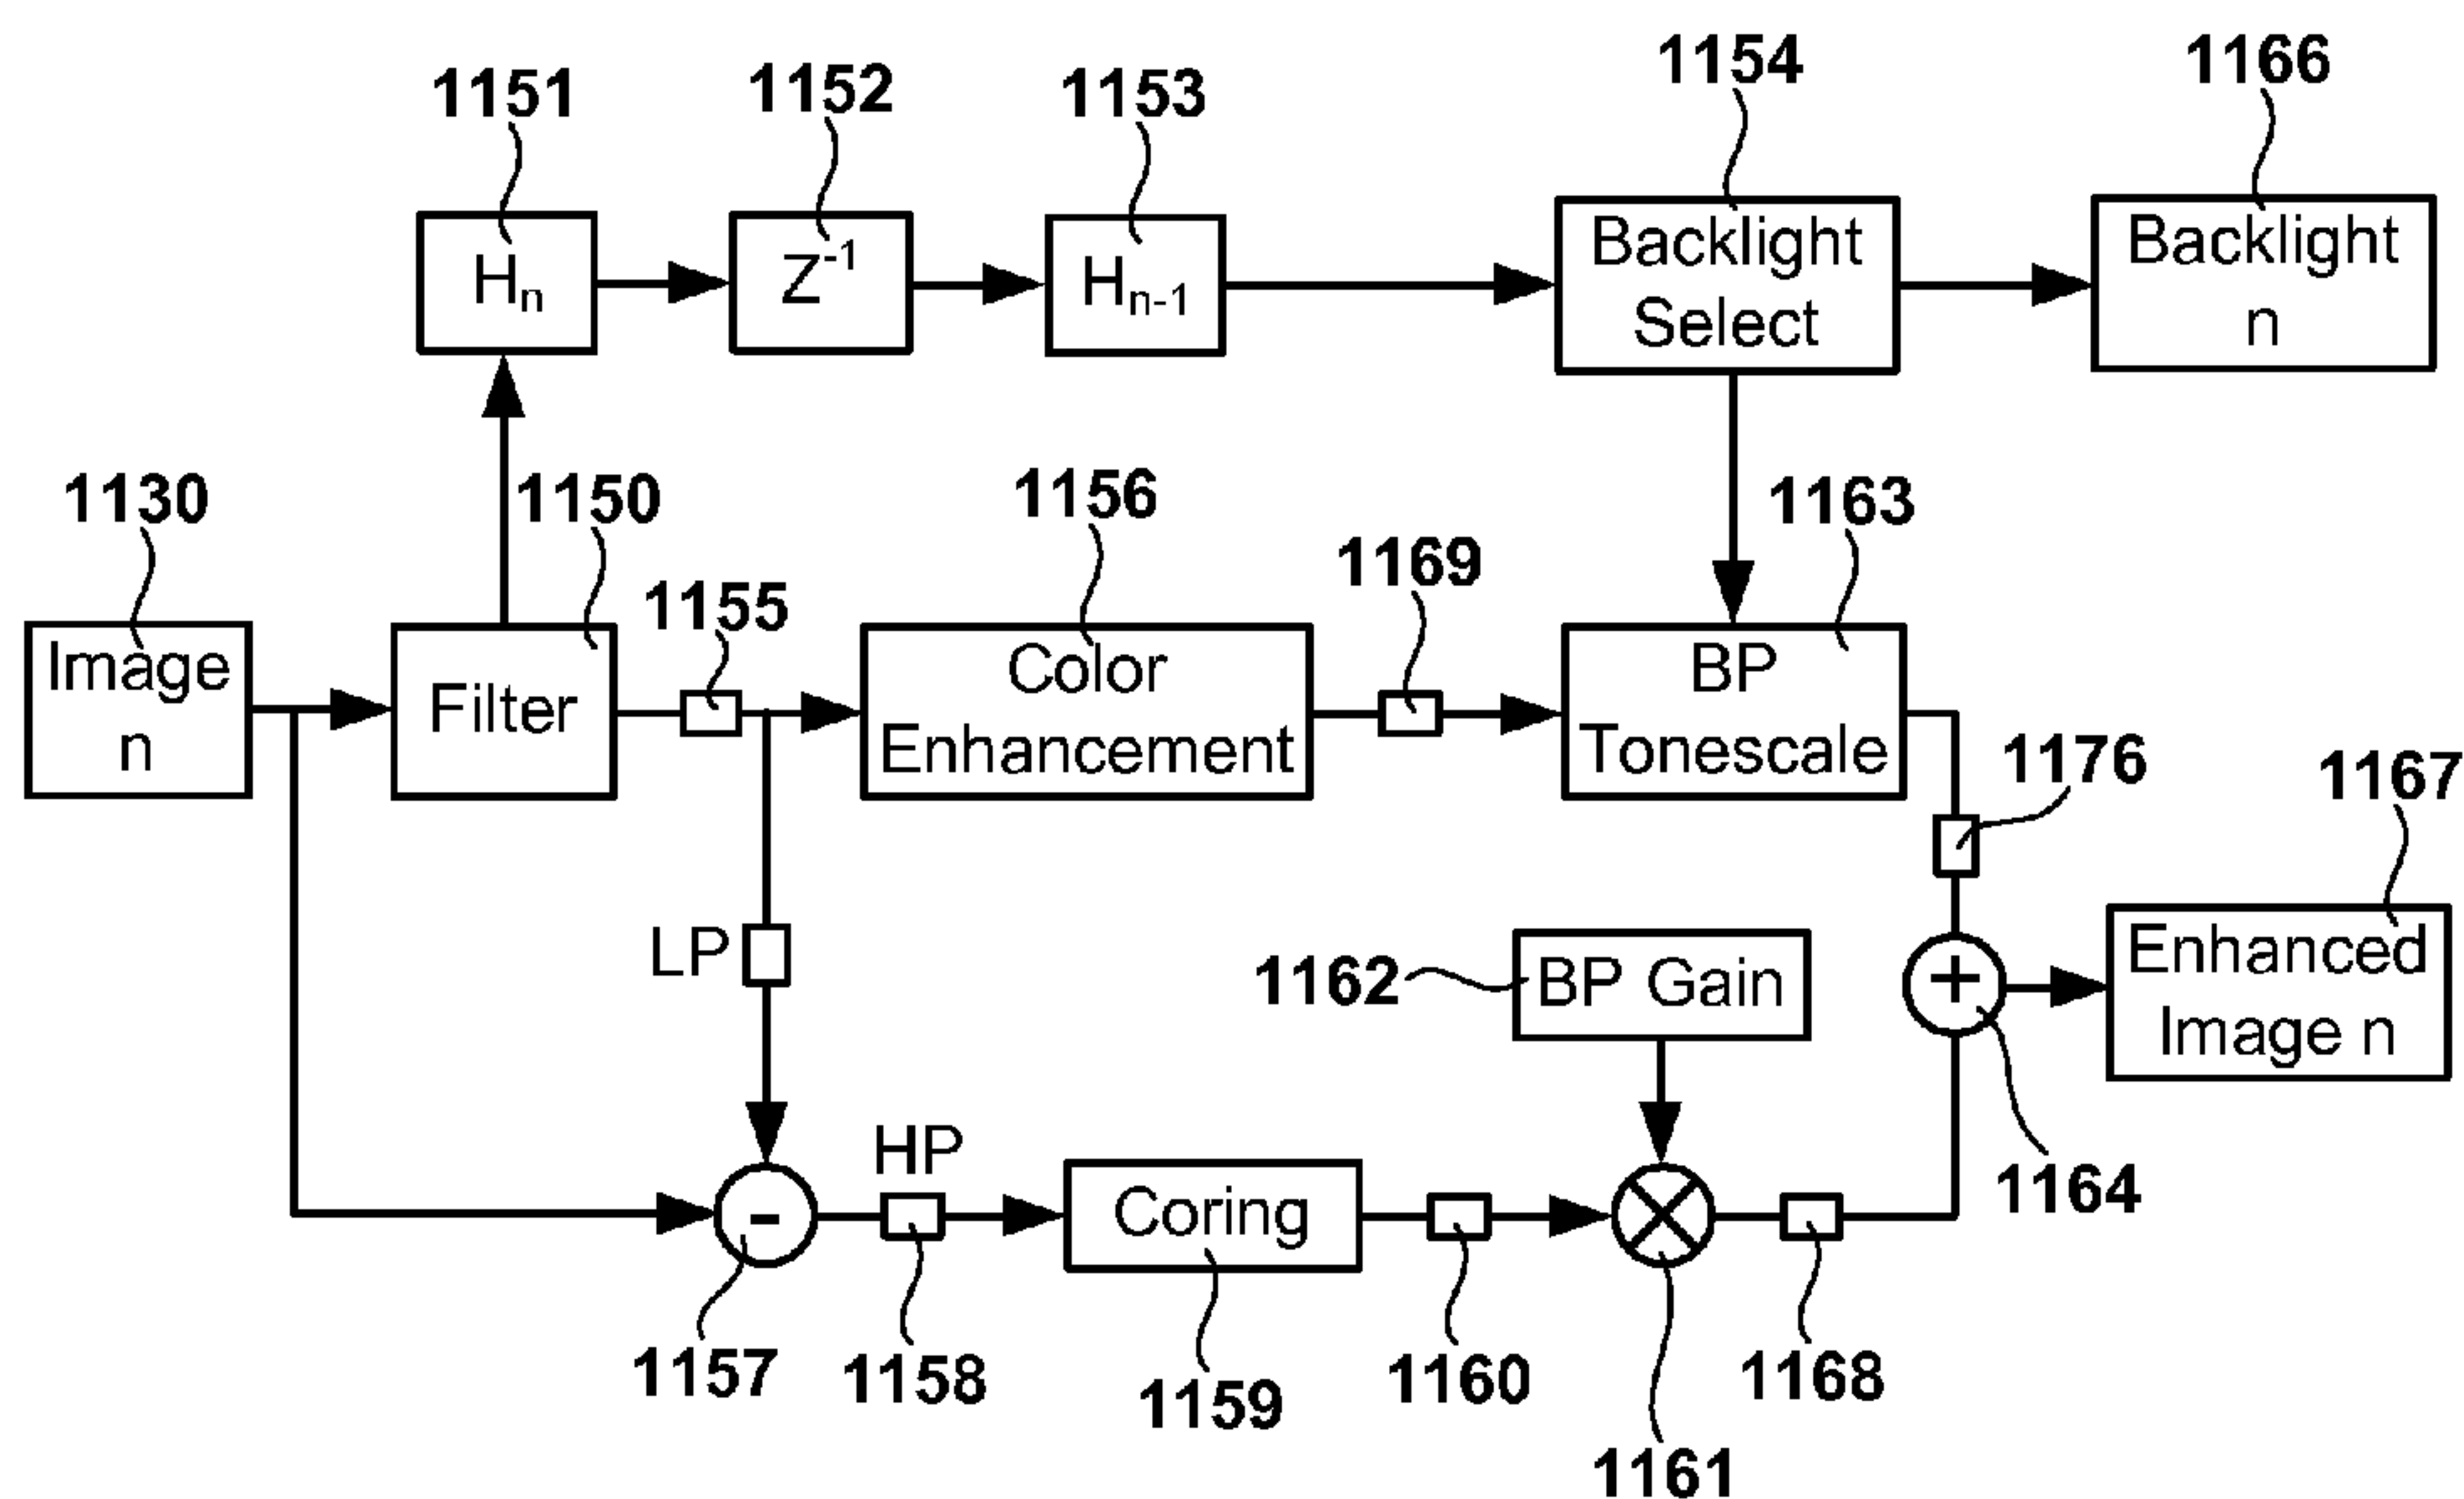 1151
1152
1153
1154
1166
H_n
Z^-1
H_n-1
Backlight
Select
Backlight
n
1130
1150
1155
1156
1169
1163
Image
n
Filter
Color
Enhancement
BP
Tonescale
1176
1167
LP
1162
BP Gain
+
Enhanced
Image n
HP
-
Coring
1164
1157
1158
1159
1160
1168
1161